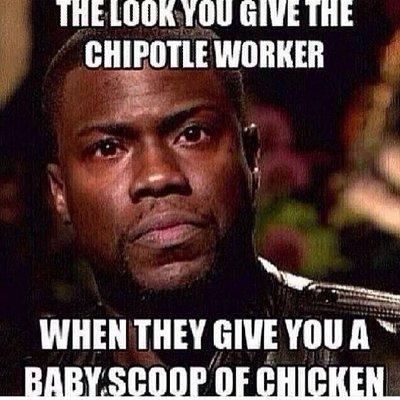 THE LOOK YOU GIVE THE
CHIPOTLE WORKER
WHEN THEY GIVE YOU A
BABY SCOOP OF CHICKEN